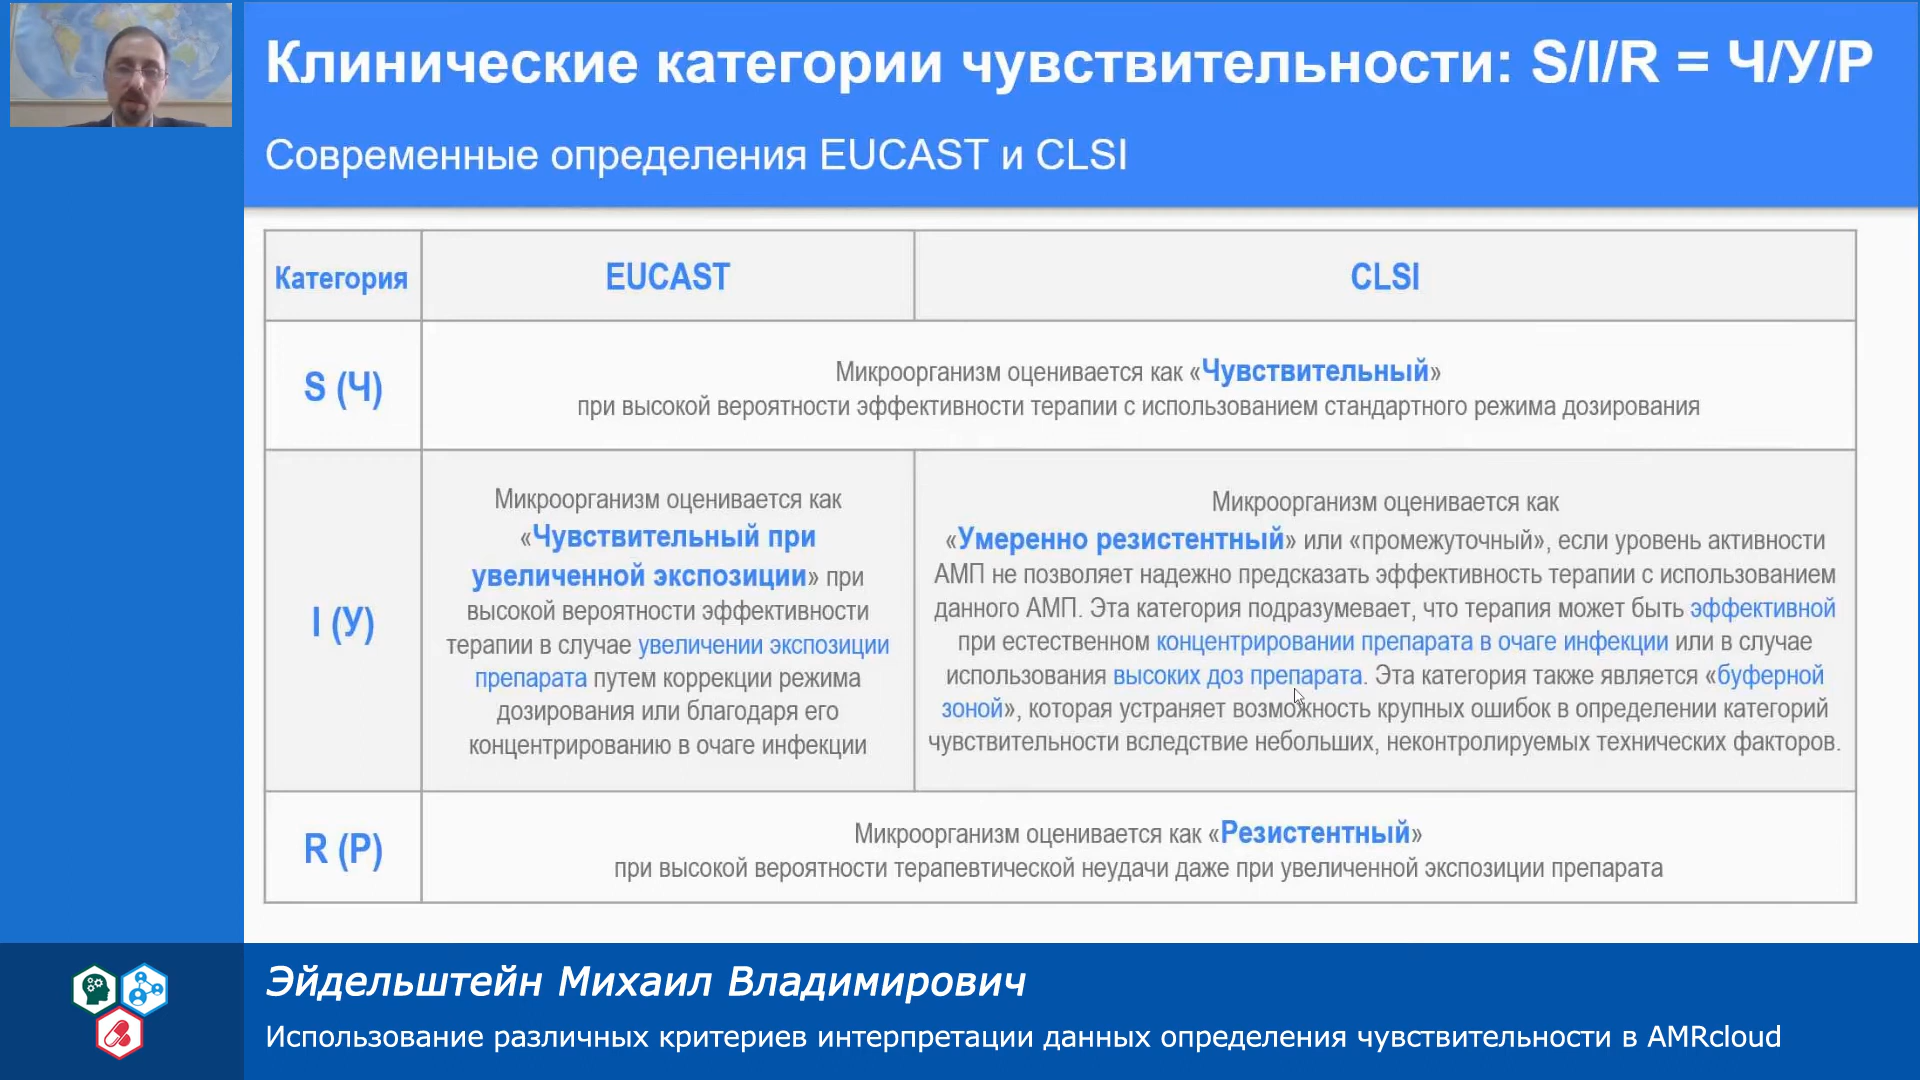 Клинические категории чувствительности: S/I/R = Ч/У/Р
Современные определения EUCAST и CLSI
Категория
EUCAST
CLSI
S (Ч)
Микроорганизм оценивается как «Чувствительный»
при высокой вероятности эффективности терапии с использованием стандартного режима дозирования
I (У)
Микроорганизм оценивается как
«Чувствительный при
увеличенной экспозиции» при
высокой вероятности эффективности
терапии в случае увеличении экспозиции
препарата путем коррекции режима
дозирования или благодаря его
концентрированию в очаге инфекции
Микроорганизм оценивается как
«Умеренно резистентный» или «промежуточный», если уровень активности
АМП не позволяет надежно предсказать эффективность терапии с использованием
данного АМП. Эта категория подразумевает, что терапия может быть эффективной
при естественном концентрировании препарата в очаге инфекции или в случае
использования высоких доз препарата. Эта категория также является «буферной
зоной», которая устраняет возможность крупных ошибок в определении категорий
чувствительности вследствие небольших, неконтролируемых технических факторов.
R (Р)
Микроорганизм оценивается как «Резистентный»
при высокой вероятности терапевтической неудачи даже при увеличенной экспозиции препарата
Эйдельштейн Михаил Владимирович
Использование различных критериев интерпретации данных определения чувствительности в AMRcloud